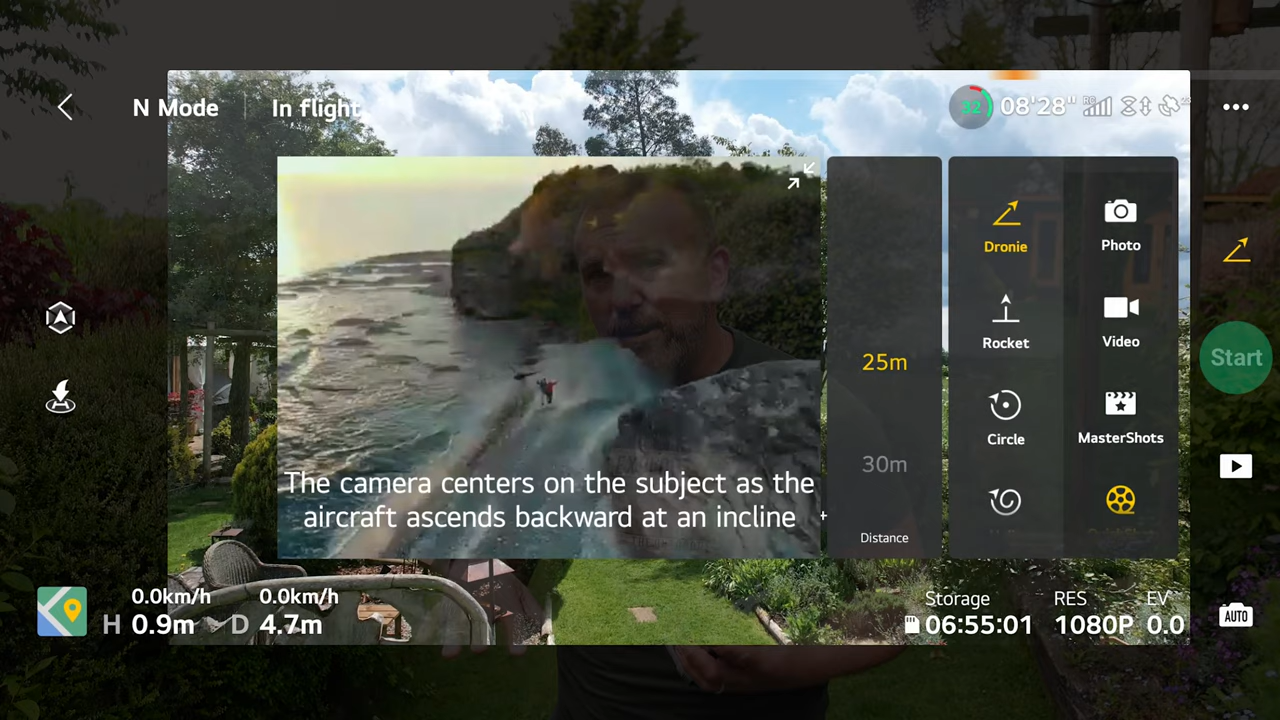 N Mode
In flight
32
08'28"
RC
Dronie
Photo
Rocket
Video
25m
Start
Circle
MasterShots
30m
The camera centers on the subject as the
aircraft ascends backward at an incline
Distance
QuickShots
0.0km/h
0.0km/h
H 0.9m
D 4.7m
Storage
RES
EV
06:55:01
1080P
0.0
AUTO